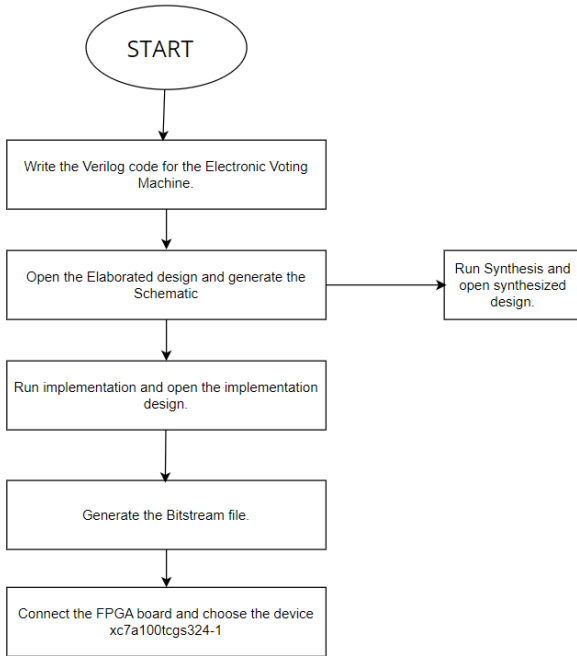 START
Write the Verilog code for the Electronic Voting
Machine.
Open the Elaborated design and generate the
Schematic
Run Synthesis and
open synthesized
design.
Run implementation and open the implementation
design.
Generate the Bitstream file.
Connect the FPGA board and choose the device
xc7a100tcgs324-1